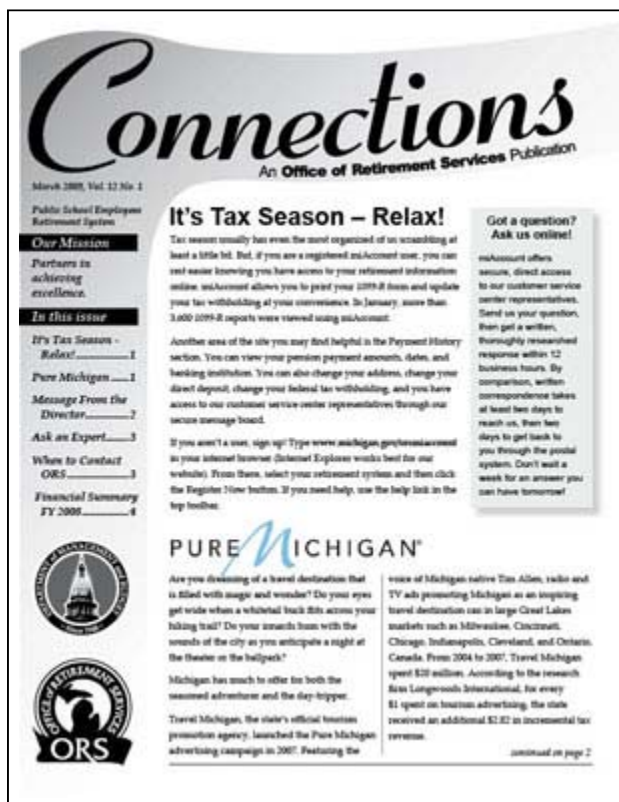 Connections
An Office of Retirement Services Publication
March 2009, Vol. 12 No. 1
Public School Employees
Retirement System
Our Mission
Partners in
achieving
excellence.
In this issue
It's Tax Season -
Relax!..............1
Pure Michigan......1
Message From the
Director............2
Ask an Expert........3
When to Contact
ORS...................3
Financial Summary
FY 2008..............4
DEPARTMENT of MANAGEMENT and BUDGET
OFFICE of RETIREMENT SERVICES
ORS
It's Tax Season – Relax!
Tax season usually has even the most organized of us scrambling at
least a little bit. But, if you are a registered miAccount user, you can
rest easier knowing you have access to your retirement information
online. miAccount allows you to print your 1099-R form and update
your tax withholding at your convenience. In January, more than
3,600 1099-R reports were viewed using miAccount.
Another area of the site you may find helpful is the Payment History
section. You can view your pension payment amounts, dates, and
banking institution. You can also change your address, change your
direct deposit, change your federal tax withholding, and you have
access to our customer service center representatives through our
secure message board.
If you aren't a user, sign up! Type www.michigan.gov/orsmiaccount
in your internet browser (Internet Explorer works best for our
website). From there, select your retirement system and then click
the Register Now button. If you need help, use the help link in the
top toolbar.
Got a question?
Ask us online!
miAccount offers
secure, direct access
to our customer service
center representatives.
Send us your question,
then get a written,
thoroughly researched
response within 12
business hours. By
comparison, written
correspondence takes
at least two days to
reach us, then two
days to get back to
you through the postal
system. Don't wait a
week for an answer you
can have tomorrow!
PURE MICHIGAN®
Are you dreaming of a travel destination that
is filled with magic and wonder? Do your eyes
get wide when a whitetail buck flits across your
hiking trail? Do your innards hum with the
sounds of the city as you anticipate a night at
the theater or the ballpark?
Michigan has much to offer for both the
seasoned adventurer and the day-tripper.
Travel Michigan, the state's official tourism
promotion agency, launched the Pure Michigan
advertising campaign in 2007. Featuring the
voice of Michigan native Tim Allen, radio and
TV ads promoting Michigan as an inspiring
travel destination ran in large Great Lakes
markets such as Milwaukee, Cincinnati,
Chicago, Indianapolis, Cleveland, and Ontario,
Canada. From 2004 to 2007, Travel Michigan
spent $20 million. According to the research
firm Longwoods International, for every
$1 spent on tourism advertising, the state
received an additional $2.82 in incremental tax
revenue.
continued on page 2